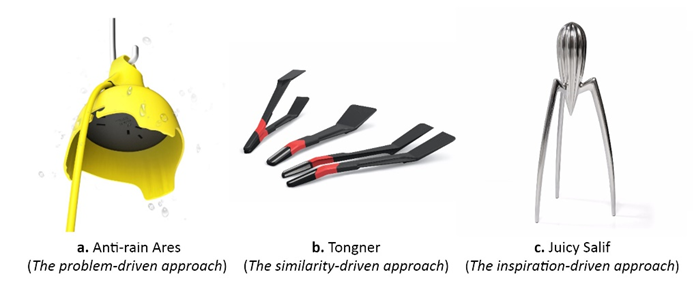 a. Anti-rain Ares
(The problem-driven approach)
b. Tongner
(The similarity-driven approach)
c. Juicy Salif
(The inspiration-driven approach)